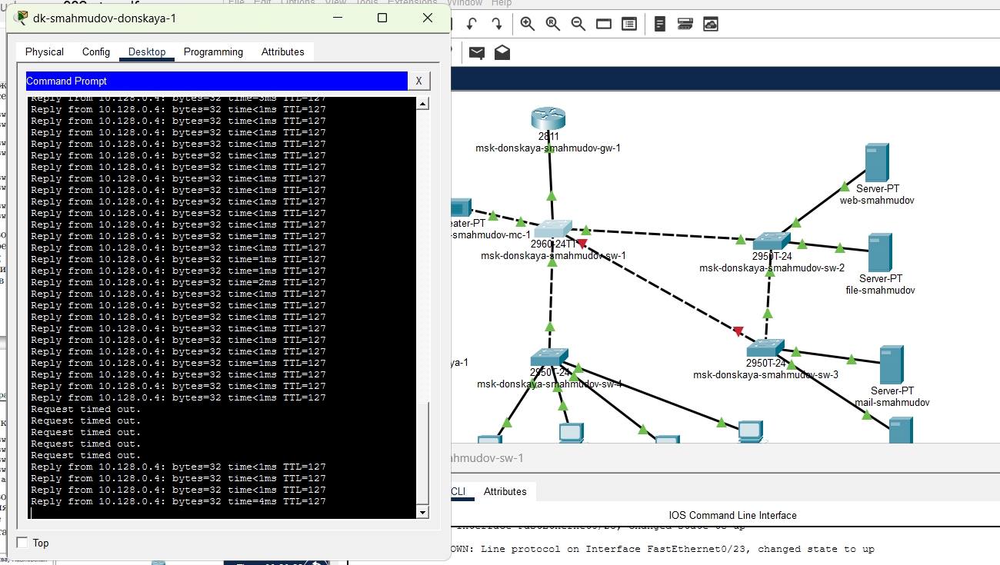 File Edit Options View Tools Extensions Window Help
dk-smahmudov-donskaya-1
Physical Config Desktop Programming Attributes
Command Prompt
X
Reply from 10.128.0.4: bytes=32 time=3ms TTL=127
Reply from 10.128.0.4: bytes=32 time<1ms TTL=127
Reply from 10.128.0.4: bytes=32 time<1ms TTL=127
Reply from 10.128.0.4: bytes=32 time<1ms TTL=127
Reply from 10.128.0.4: bytes=32 time<1ms TTL=127
Reply from 10.128.0.4: bytes=32 time<1ms TTL=127
Reply from 10.128.0.4: bytes=32 time<1ms TTL=127
Reply from 10.128.0.4: bytes=32 time<1ms TTL=127
Reply from 10.128.0.4: bytes=32 time<1ms TTL=127
Reply from 10.128.0.4: bytes=32 time<1ms TTL=127
Reply from 10.128.0.4: bytes=32 time<1ms TTL=127
Reply from 10.128.0.4: bytes=32 time<1ms TTL=127
Reply from 10.128.0.4: bytes=32 time<1ms TTL=127
Reply from 10.128.0.4: bytes=32 time<1ms TTL=127
Reply from 10.128.0.4: bytes=32 time=1ms TTL=127
Reply from 10.128.0.4: bytes=32 time=1ms TTL=127
Reply from 10.128.0.4: bytes=32 time=2ms TTL=127
Reply from 10.128.0.4: bytes=32 time<1ms TTL=127
Reply from 10.128.0.4: bytes=32 time<1ms TTL=127
Reply from 10.128.0.4: bytes=32 time<1ms TTL=127
Reply from 10.128.0.4: bytes=32 time<1ms TTL=127
Reply from 10.128.0.4: bytes=32 time<1ms TTL=127
Reply from 10.128.0.4: bytes=32 time<1ms TTL=127
Reply from 10.128.0.4: bytes=32 time=1ms TTL=127
Reply from 10.128.0.4: bytes=32 time<1ms TTL=127
Reply from 10.128.0.4: bytes=32 time<1ms TTL=127
Reply from 10.128.0.4: bytes=32 time<1ms TTL=127
Request timed out.
Request timed out.
Request timed out.
Request timed out.
Request timed out.
Reply from 10.128.0.4: bytes=32 time<1ms TTL=127
Reply from 10.128.0.4: bytes=32 time<1ms TTL=127
Reply from 10.128.0.4: bytes=32 time<1ms TTL=127
Reply from 10.128.0.4: bytes=32 time=4ms TTL=127
Top
2811
msk-donskaya-smahmudov-gw-1
Server-PT
web-smahmudov
eater-PT
-smahmudov-mc-1
2960-24TT
msk-donskaya-smahmudov-sw-1
2950T-24
msk-donskaya-smahmudov-sw-2
Server-PT
file-smahmudov
2950T-24
msk-donskaya-smahmudov-sw-3
ya-1
2950T-24
msk-donskaya-smahmudov-sw-4
Server-PT
mail-smahmudov
ahmudov-sw-1
CLI Attributes
IOS Command Line Interface
Interface FastEthernet0/23, changed state to up
OWN: Line protocol on Interface FastEthernet0/23, changed state to up